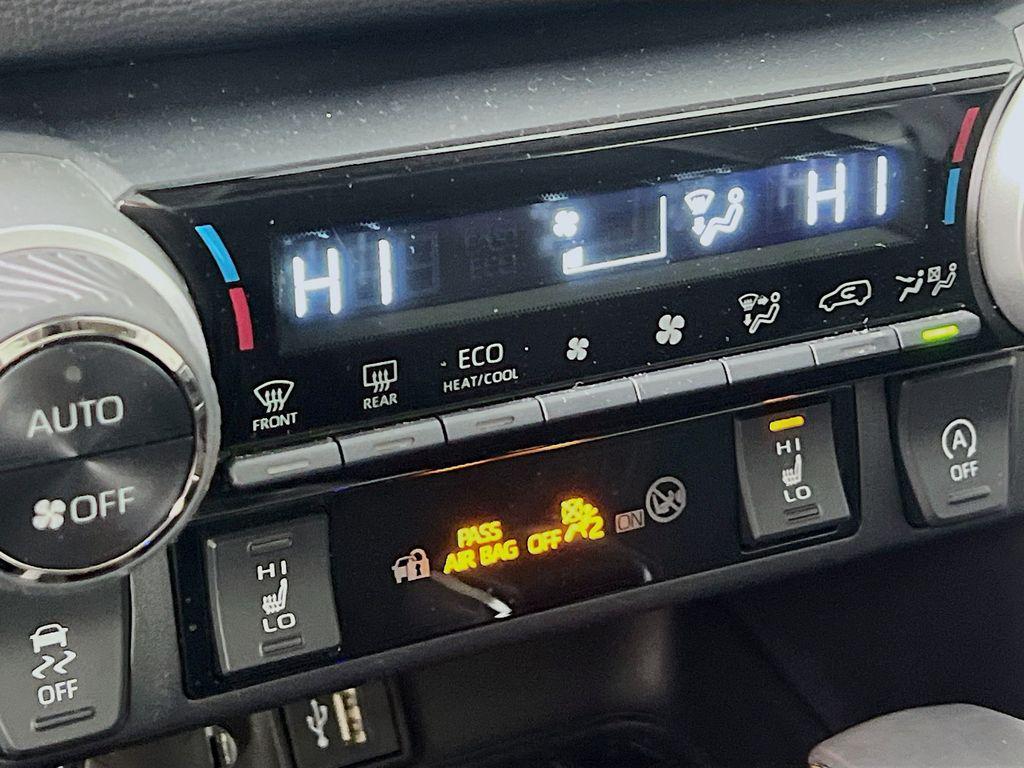 HI HI
FRONT
REAR
ECO
HEAT/COOL
AUTO
OFF
HI
LO
PASS
AIR BAG OFF 2
ON
HI
LO
A
OFF
OFF